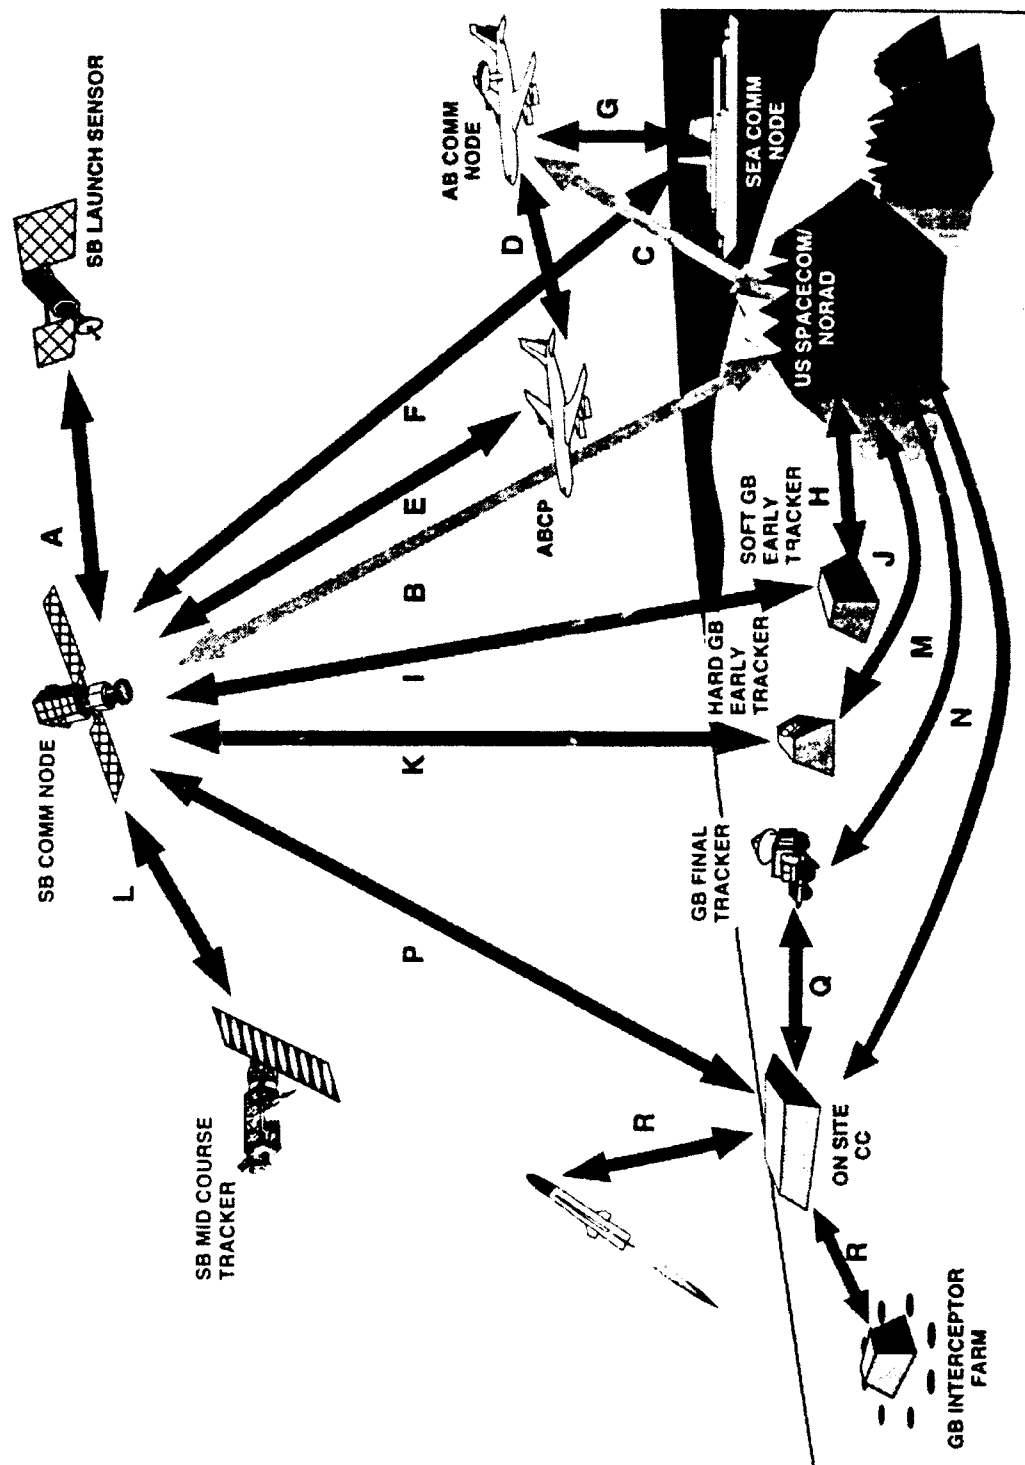 SB LAUNCH SENSOR
A
SB COMM NODE
L
SB MID COURSE
TRACKER
AB COMM
NODE
G
D
C
F
E
B
I
K
P
ABCP
SEA COMM
NODE
US SPACECOM/
NORAD
SOFT GB
EARLY
TRACKER
H
J
HARD GB
EARLY
TRACKER
M
N
GB FINAL
TRACKER
Q
R
ON SITE
CC
R
GB INTERCEPTOR
FARM